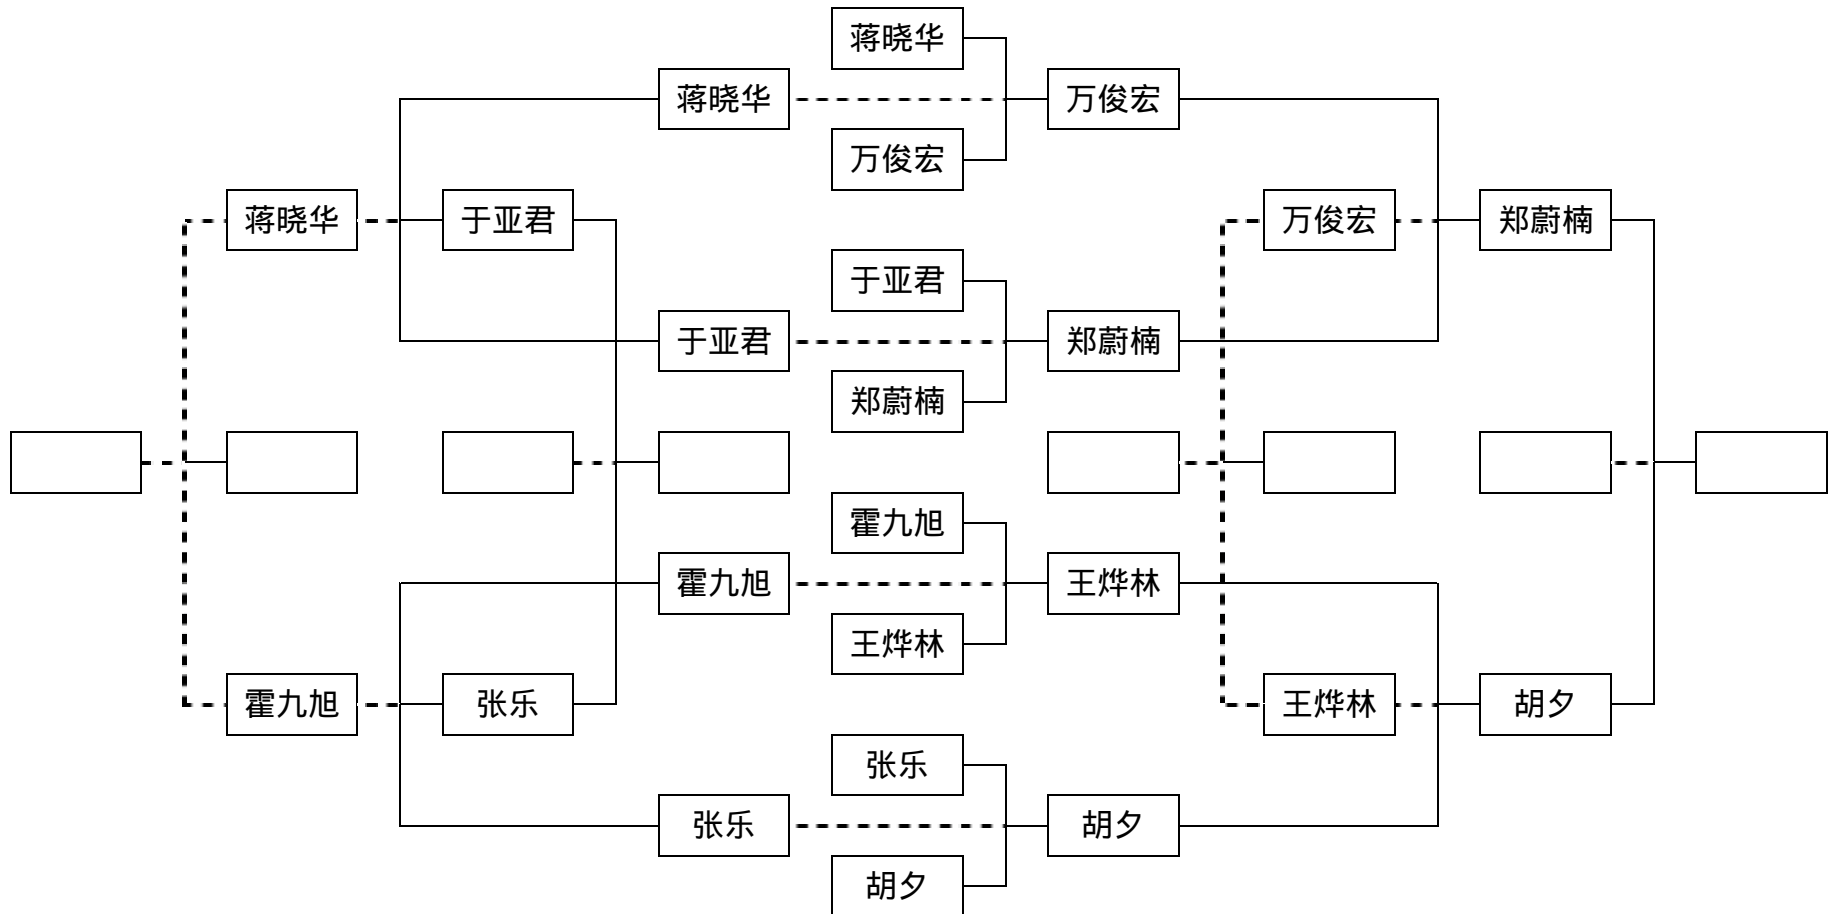 蒋晓华
蒋晓华
万俊宏
万俊宏
蒋晓华
于亚君
万俊宏
郑蔚楠
于亚君
于亚君
郑蔚楠
郑蔚楠
霍九旭
霍九旭
王烨林
王烨林
霍九旭
张乐
王烨林
胡夕
张乐
张乐
胡夕
胡夕